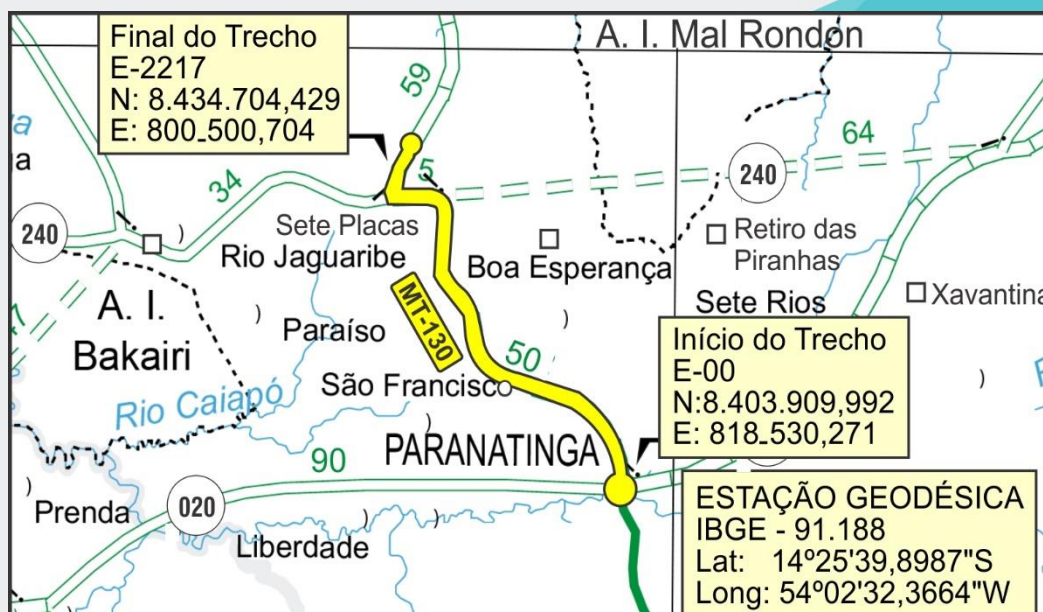 Final do Trecho
E-2217
N: 8.434.704,429
E: 800.500,704
A. I. Mal Rondon
59
5
64
34
240
240
Sete Placas
Rio Jaguaribe
Boa Esperança
Retiro das
Piranhas
A. I.
Bakairi
MT-130
Sete Rios
Xavantina
Paraíso
50
São Francisco
Rio Caiapó
Início do Trecho
E-00
N:8.403.909,992
E: 818.530,271
PARANATINGA
90
020
Prenda
Liberdade
ESTAÇÃO GEODÉSICA
IBGE - 91.188
Lat: 14º25'39,8987"S
Long: 54º02'32,3664"W